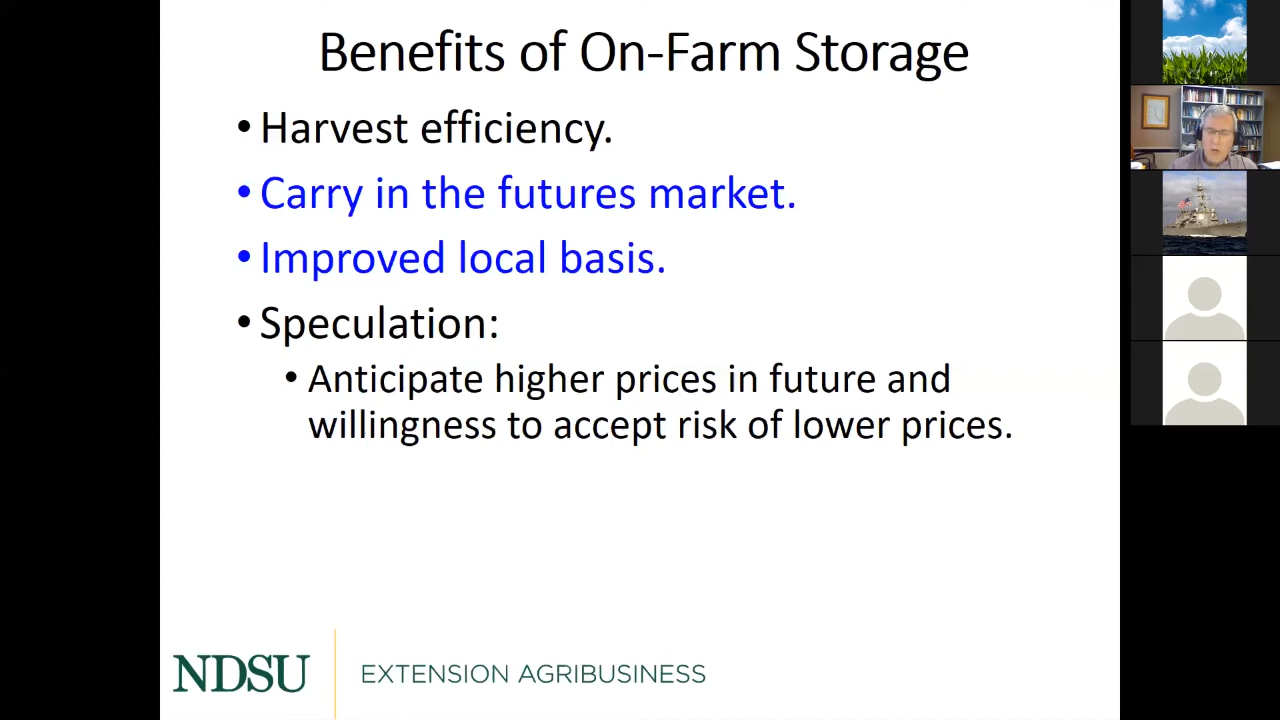 Benefits of On-Farm Storage
• Harvest efficiency.
• Carry in the futures market.
• Improved local basis.
• Speculation:
• Anticipate higher prices in future and
willingness to accept risk of lower prices.
NDSU
EXTENSION AGRIBUSINESS